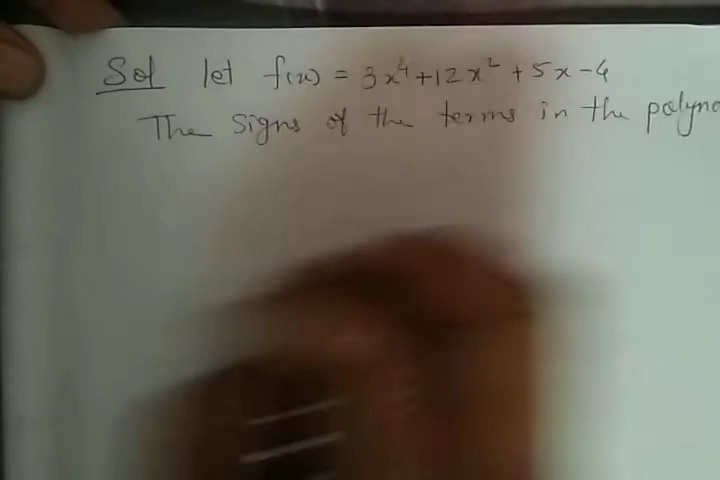 Sol let f(x) = 3x⁴+12x²+5x-4
The signs of the terms in the polyno